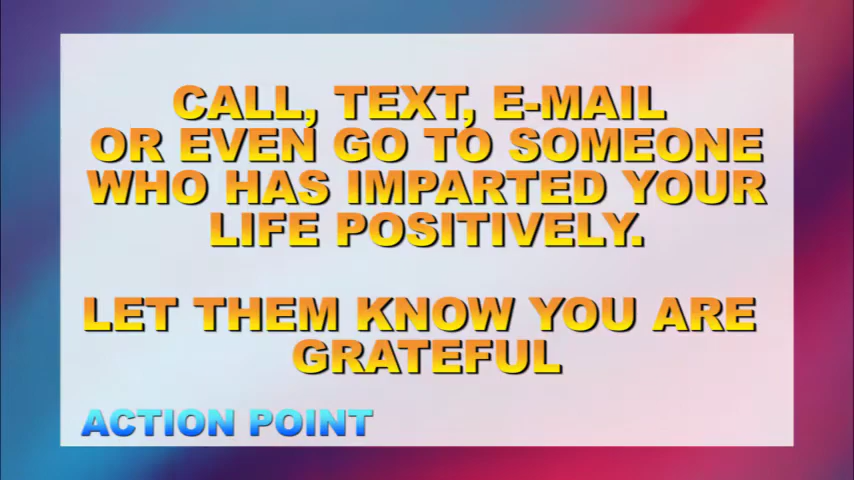 CALL, TEXT, E-MAIL
OR EVEN GO TO SOMEONE
WHO HAS IMPARTED YOUR
LIFE POSITIVELY.
LET THEM KNOW YOU ARE
GRATEFUL
ACTION POINT